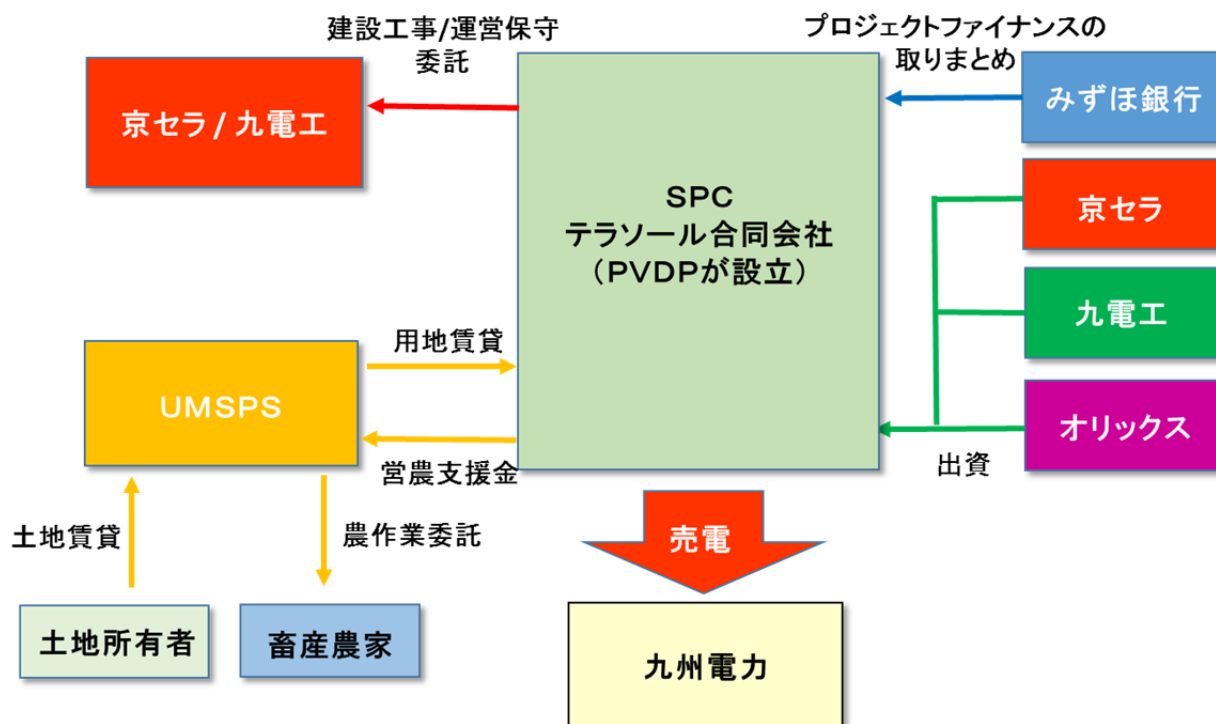 建設工事/運営保守
委託
プロジェクトファイナンスの
取りまとめ
京セラ/九電工
みずほ銀行
SPC
テラソール合同会社
（PVDPが設立）
京セラ
九電工
用地賃貸
UMSPS
オリックス
営農支援金
出資
土地賃貸
農作業委託
売電
土地所有者
畜産農家
九州電力